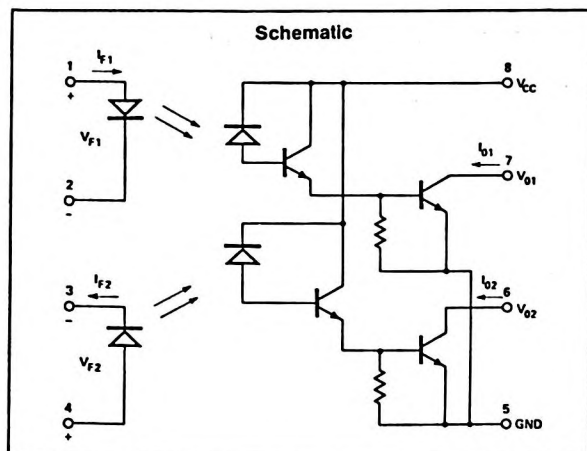 Schematic
1
IF1
+
VF1
2
-
3
IF2
-
VF2
4
+
8
VCC
IO1
7
VO1
IO2
6
VO2
5
GND